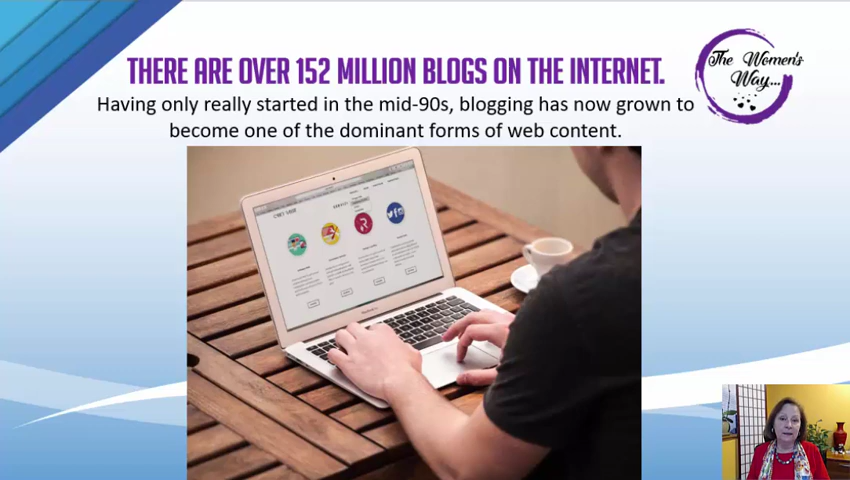 THERE ARE OVER 152 MILLION BLOGS ON THE INTERNET.
Having only really started in the mid-90s, blogging has now grown to
become one of the dominant forms of web content.
The Women's
Way...